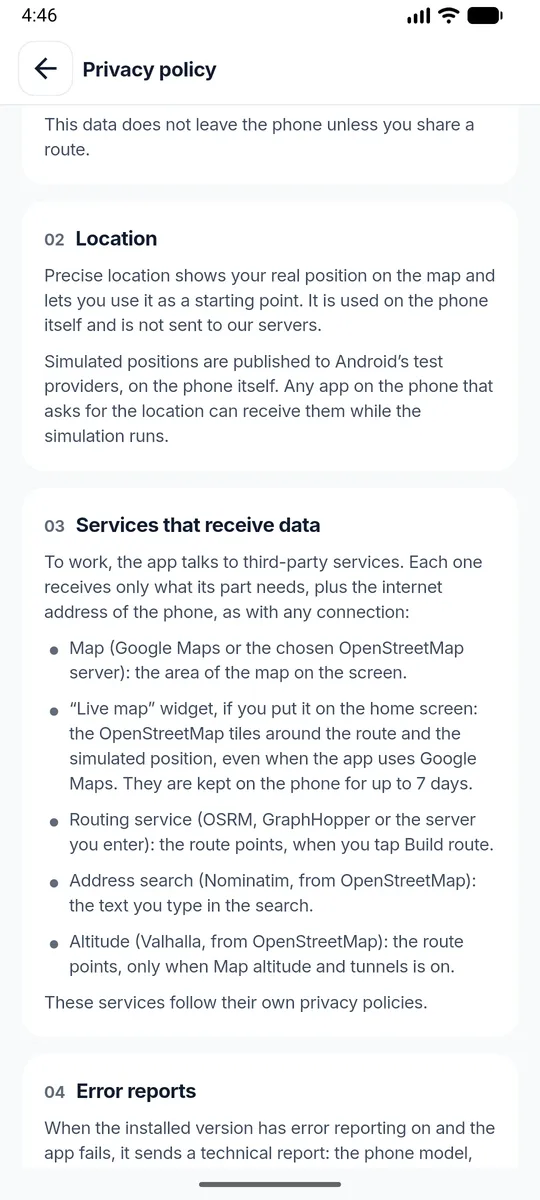 4:46
Privacy policy
This data does not leave the phone unless you share a
route.
02 Location
Precise location shows your real position on the map and
lets you use it as a starting point. It is used on the phone
itself and is not sent to our servers.
Simulated positions are published to Android’s test
providers, on the phone itself. Any app on the phone that
asks for the location can receive them while the
simulation runs.
03 Services that receive data
To work, the app talks to third-party services. Each one
receives only what its part needs, plus the internet
address of the phone, as with any connection:
● Map (Google Maps or the chosen OpenStreetMap
server): the area of the map on the screen.
● “Live map” widget, if you put it on the home screen:
the OpenStreetMap tiles around the route and the
simulated position, even when the app uses Google
Maps. They are kept on the phone for up to 7 days.
● Routing service (OSRM, GraphHopper or the server
you enter): the route points, when you tap Build route.
● Address search (Nominatim, from OpenStreetMap):
the text you type in the search.
● Altitude (Valhalla, from OpenStreetMap): the route
points, only when Map altitude and tunnels is on.
These services follow their own privacy policies.
04 Error reports
When the installed version has error reporting on and the
app fails, it sends a technical report: the phone model,